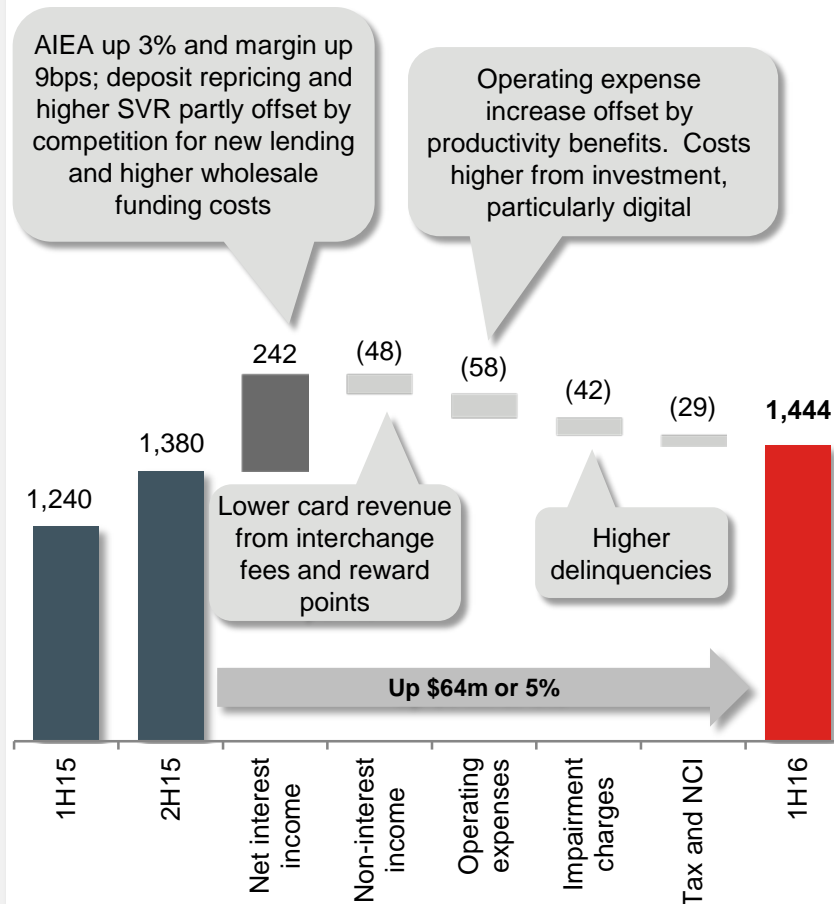 AIEA up 3% and margin up
9bps; deposit repricing and
higher SVR partly offset by
competition for new lending
and higher wholesale
funding costs
Operating expense
increase offset by
productivity benefits.  Costs
higher from investment,
particularly digital
1,240
1,380
242
(48)
(58)
(42)
(29)
1,444
Lower card revenue
from interchange
fees and reward
points
Higher
delinquencies
Up $64m or 5%
1H15
2H15
Net interest
income
Non-interest
income
Operating
expenses
Impairment
charges
Tax and NCI
1H16